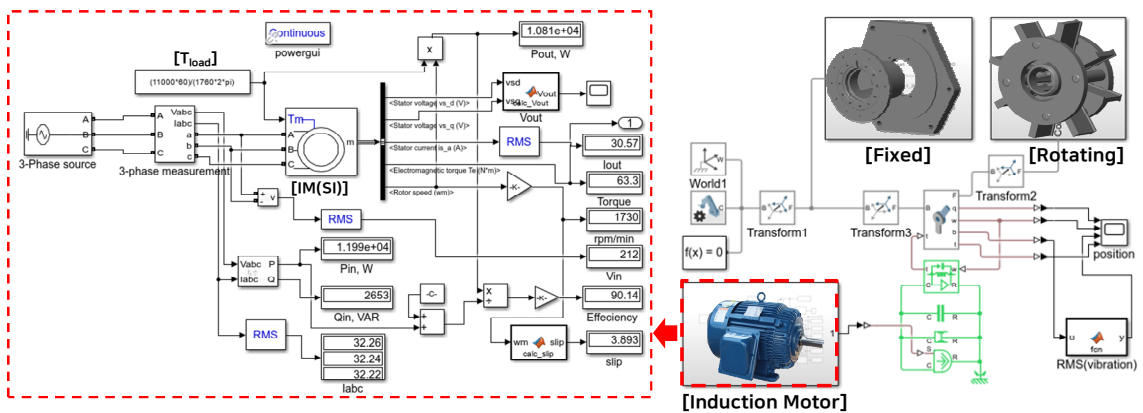 Continuous
powergui
[Tload]
(11000*60)/(1760*2*pi)
x
1.081e+04
Pout, W
<Stator voltage vs_d (V)>
<Stator voltage vs_q (V)>
<Stator current is_a (A)>
<Electromagnetic torque Te (N*m)>
<Rotor speed (wm)>
vsd
vsq
Vout
calc_Vout
Vout
RMS
1
30.57
Iout
63.3
Torque
1730
rpm/min
212
Vin
90.14
Effeciency
3.893
slip
A
B
C
3-Phase source
A
B
C
Vabc
Iabc
a
b
c
3-phase measurement
Tm
A
B
C
m
[IM(SI)]
-K-
+
-
v
RMS
1.199e+04
Pin, W
Vabc
Iabc
P
Q
2653
Qin, VAR
-C-
+
+
x
÷
-K-
wm
slip
calc_slip
RMS
32.26
32.24
32.22
Iabc
[Fixed]
[Rotating]
W
World1
C
f(x) = 0
B
F
Transform1
B
F
Transform3
B
F
Transform2
F
B
q
w
b
t
t
position
t
w
C
R
C
R
C
R
S
C
R
1
[Induction Motor]
u
fcn
y
RMS(vibration)